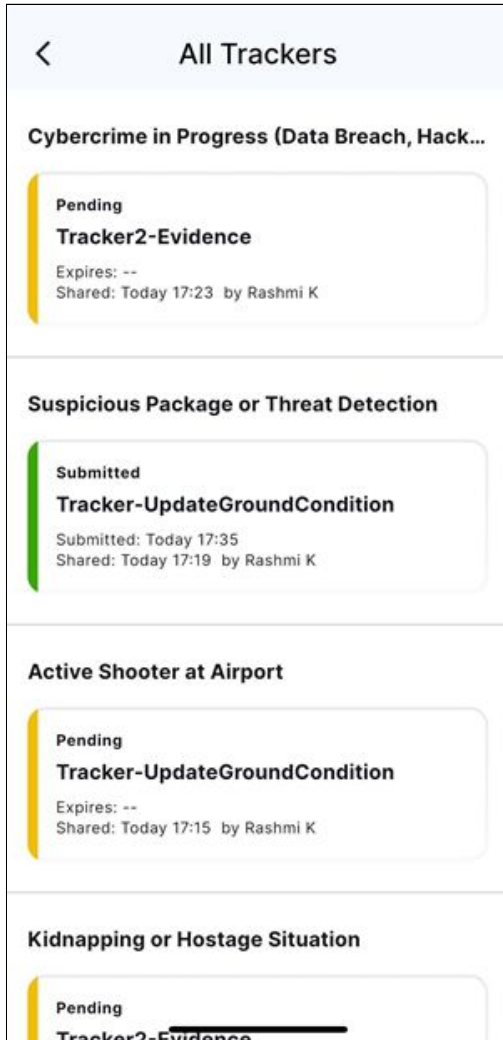 All Trackers
Cybercrime in Progress (Data Breach, Hack...
Pending
Tracker2-Evidence
Expires: --
Shared: Today 17:23 by Rashmi K
Suspicious Package or Threat Detection
Submitted
Tracker-UpdateGroundCondition
Submitted: Today 17:35
Shared: Today 17:19 by Rashmi K
Active Shooter at Airport
Pending
Tracker-UpdateGroundCondition
Expires: --
Shared: Today 17:15 by Rashmi K
Kidnapping or Hostage Situation
Pending
Tracker2-Evidence